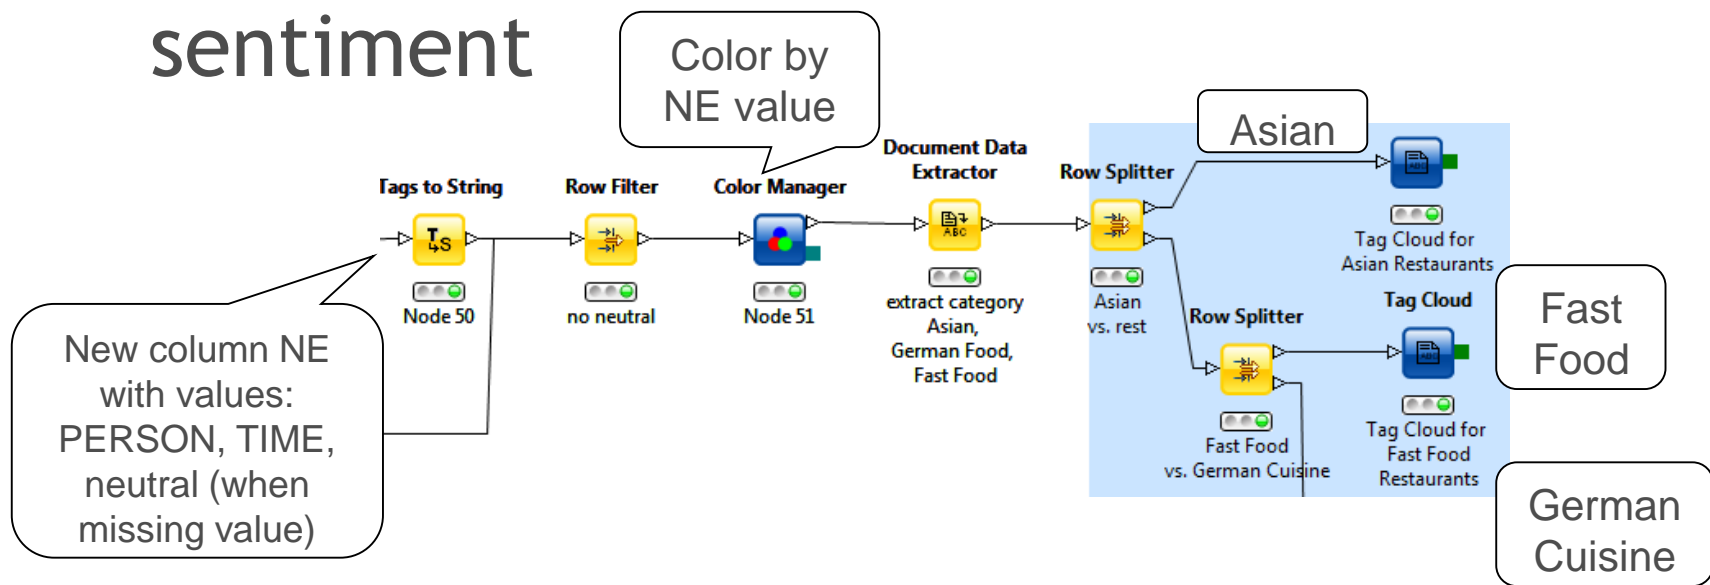 sentiment
Color by
NE value
Asian
Document Data
Extractor
Tags to String
Row Filter
Color Manager
Row Splitter
T
S
ABC
ABC
Tag Cloud for
Asian Restaurants
Node 50
no neutral
Node 51
extract category
Asian,
German Food,
Fast Food
Asian
vs. rest
Row Splitter
Tag Cloud
Fast
Food
ABC
New column NE
with values:
PERSON, TIME,
neutral (when
missing value)
Fast Food
vs. German Cuisine
Tag Cloud for
Fast Food
Restaurants
German
Cuisine